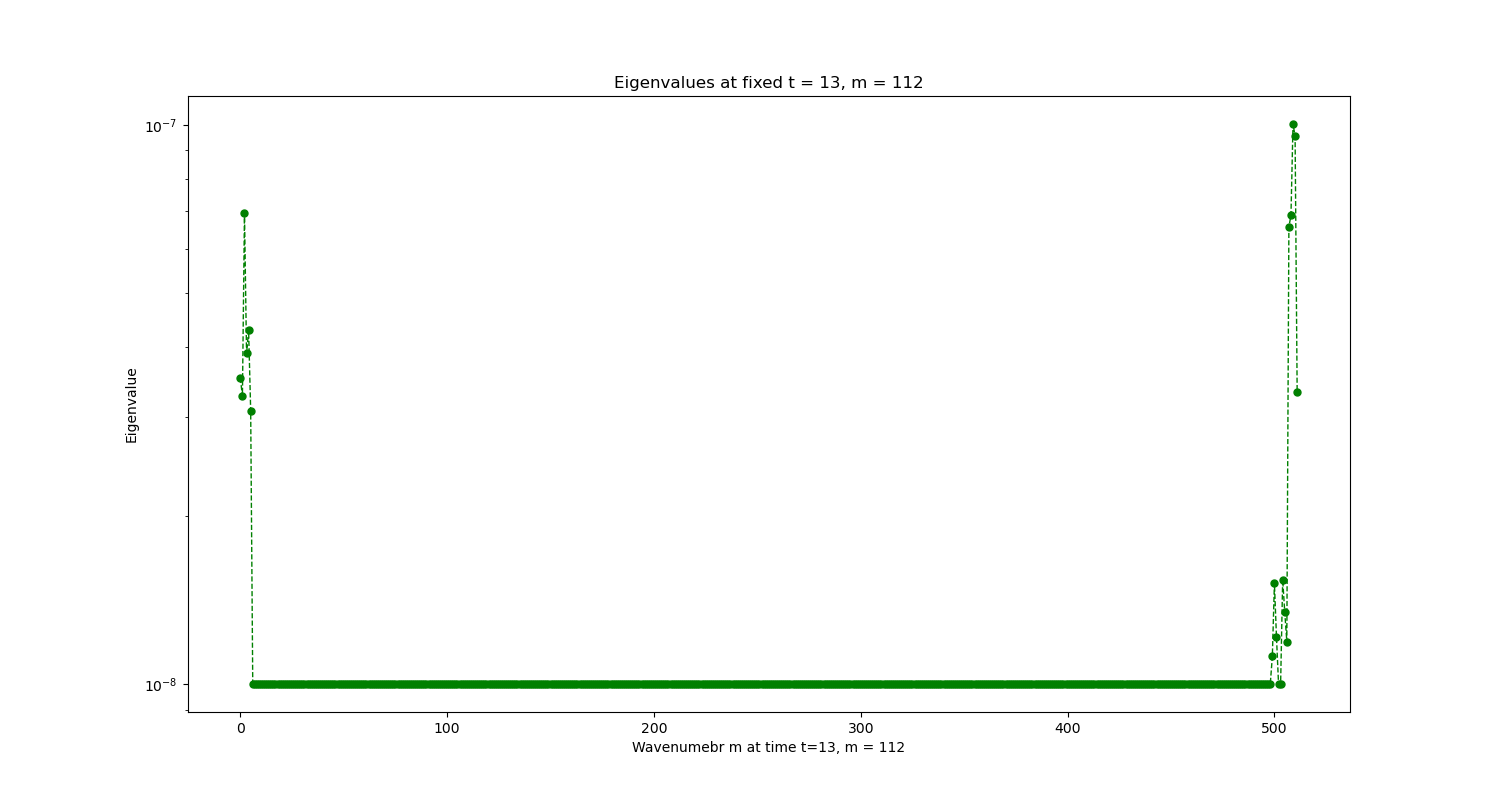 Eigenvalues at fixed t = 13, m = 112
10⁻⁷
10⁻⁸
Eigenvalue
0 100 200 300 400 500
Wavenumebr m at time t=13, m = 112